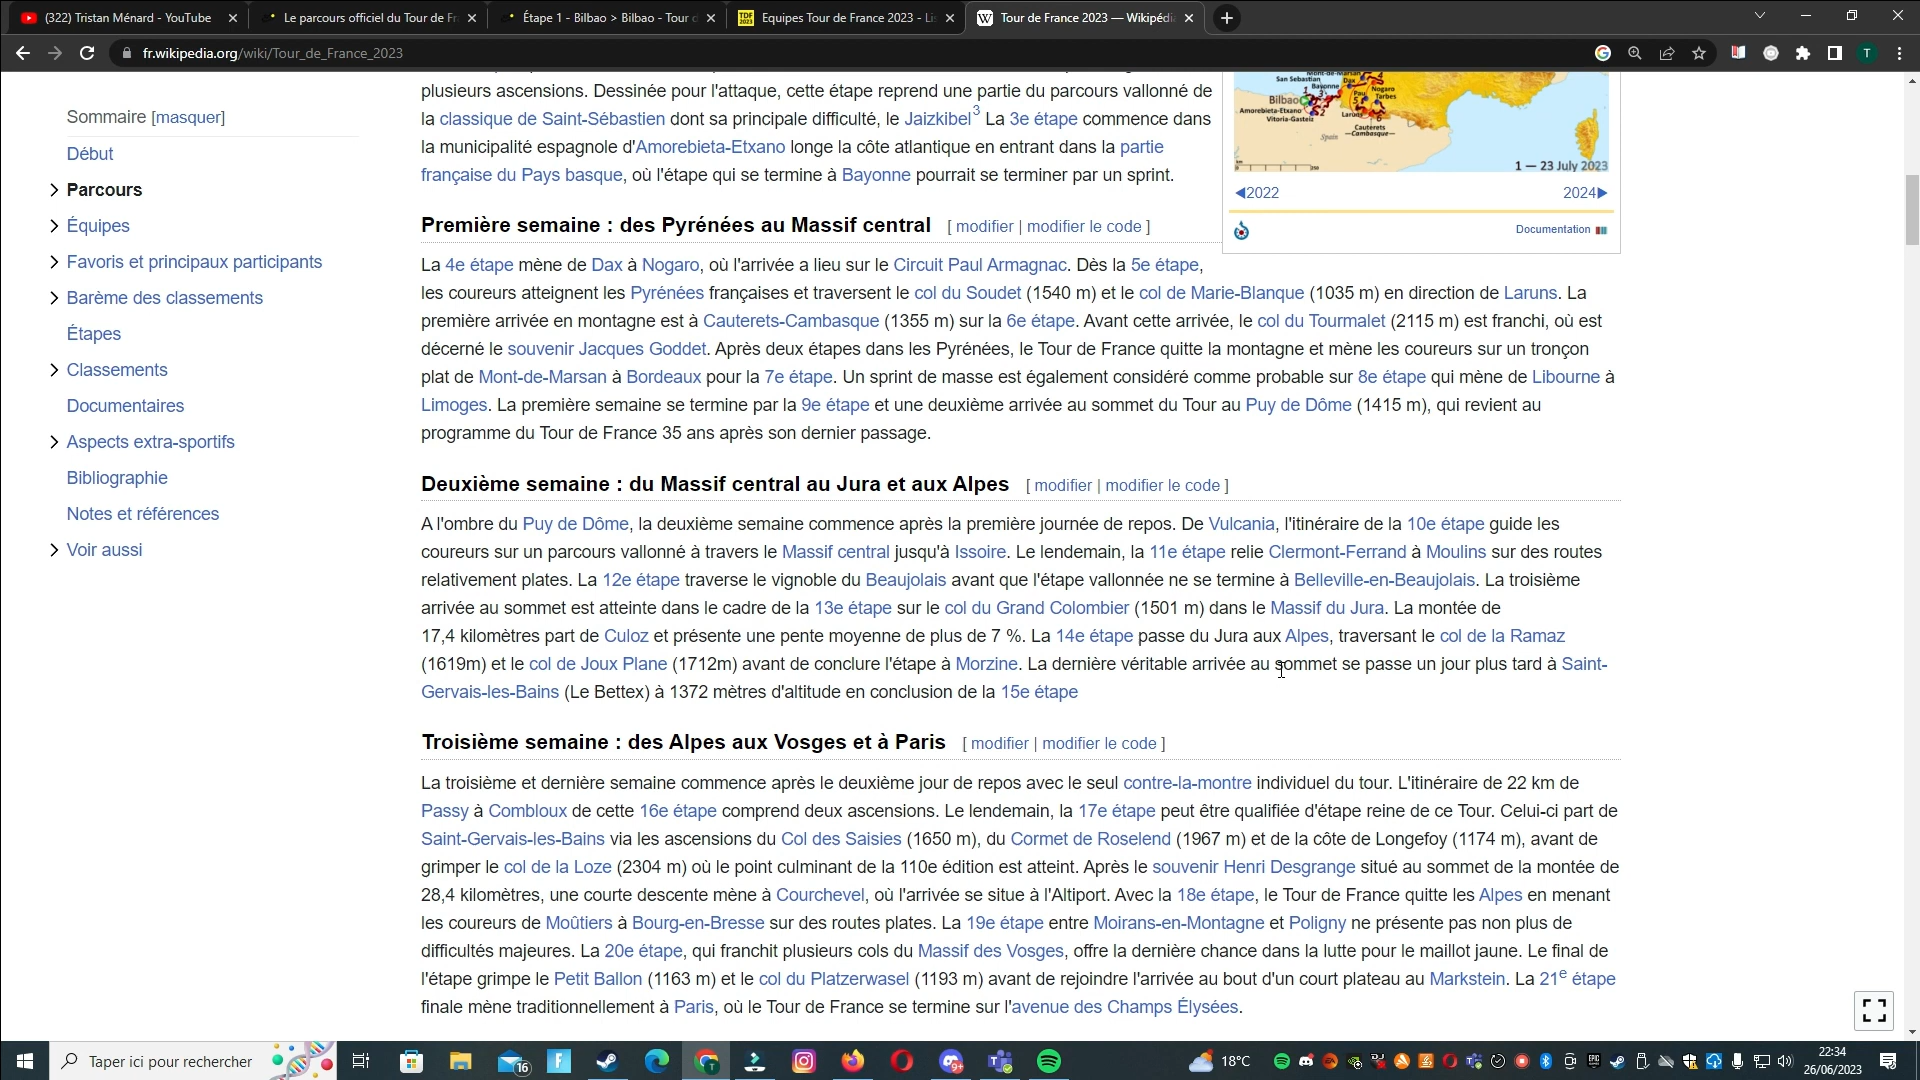 (322) Tristan Ménard - YouTube
Le parcours officiel du Tour de Fr
Étape 1 - Bilbao > Bilbao - Tour d
Equipes Tour de France 2023 - Lis
Tour de France 2023 — Wikipédi
fr.wikipedia.org/wiki/Tour_de_France_2023
Sommaire [masquer]
Début
Parcours
Équipes
Favoris et principaux participants
Barème des classements
Étapes
Classements
Documentaires
Aspects extra-sportifs
Bibliographie
Notes et références
Voir aussi
plusieurs ascensions. Dessinée pour l'attaque, cette étape reprend une partie du parcours vallonné de
la classique de Saint-Sébastien dont sa principale difficulté, le Jaizkibel3 La 3e étape commence dans
la municipalité espagnole d'Amorebieta-Etxano longe la côte atlantique en entrant dans la partie
française du Pays basque, où l'étape qui se termine à Bayonne pourrait se terminer par un sprint.
Mont-de-Marsan
San Sebastian
Bayonne
Dax
Nogaro
Bilbao
Pau
Tarbes
Amorebieta-Etxano
Vitoria-Gasteiz
Laruns
Cauterets
—Cambasque—
Spain
1 — 23 July 2023
2022
2024
Documentation
Première semaine : des Pyrénées au Massif central [ modifier | modifier le code ]
La 4e étape mène de Dax à Nogaro, où l'arrivée a lieu sur le Circuit Paul Armagnac. Dès la 5e étape,
les coureurs atteignent les Pyrénées françaises et traversent le col du Soudet (1540 m) et le col de Marie-Blanque (1035 m) en direction de Laruns. La
première arrivée en montagne est à Cauterets-Cambasque (1355 m) sur la 6e étape. Avant cette arrivée, le col du Tourmalet (2115 m) est franchi, où est
décerné le souvenir Jacques Goddet. Après deux étapes dans les Pyrénées, le Tour de France quitte la montagne et mène les coureurs sur un tronçon
plat de Mont-de-Marsan à Bordeaux pour la 7e étape. Un sprint de masse est également considéré comme probable sur 8e étape qui mène de Libourne à
Limoges. La première semaine se termine par la 9e étape et une deuxième arrivée au sommet du Tour au Puy de Dôme (1415 m), qui revient au
programme du Tour de France 35 ans après son dernier passage.
Deuxième semaine : du Massif central au Jura et aux Alpes [ modifier | modifier le code ]
A l'ombre du Puy de Dôme, la deuxième semaine commence après la première journée de repos. De Vulcania, l'itinéraire de la 10e étape guide les
coureurs sur un parcours vallonné à travers le Massif central jusqu'à Issoire. Le lendemain, la 11e étape relie Clermont-Ferrand à Moulins sur des routes
relativement plates. La 12e étape traverse le vignoble du Beaujolais avant que l'étape vallonnée ne se termine à Belleville-en-Beaujolais. La troisième
arrivée au sommet est atteinte dans le cadre de la 13e étape sur le col du Grand Colombier (1501 m) dans le Massif du Jura. La montée de
17,4 kilomètres part de Culoz et présente une pente moyenne de plus de 7 %. La 14e étape passe du Jura aux Alpes, traversant le col de la Ramaz
(1619m) et le col de Joux Plane (1712m) avant de conclure l'étape à Morzine. La dernière véritable arrivée au sommet se passe un jour plus tard à Saint-
Gervais-les-Bains (Le Bettex) à 1372 mètres d'altitude en conclusion de la 15e étape
Troisième semaine : des Alpes aux Vosges et à Paris [ modifier | modifier le code ]
La troisième et dernière semaine commence après le deuxième jour de repos avec le seul contre-la-montre individuel du tour. L'itinéraire de 22 km de
Passy à Combloux de cette 16e étape comprend deux ascensions. Le lendemain, la 17e étape peut être qualifiée d'étape reine de ce Tour. Celui-ci part de
Saint-Gervais-les-Bains via les ascensions du Col des Saisies (1650 m), du Cormet de Roselend (1967 m) et de la côte de Longefoy (1174 m), avant de
grimper le col de la Loze (2304 m) où le point culminant de la 110e édition est atteint. Après le souvenir Henri Desgrange situé au sommet de la montée de
28,4 kilomètres, une courte descente mène à Courchevel, où l'arrivée se situe à l'Altiport. Avec la 18e étape, le Tour de France quitte les Alpes en menant
les coureurs de Moûtiers à Bourg-en-Bresse sur des routes plates. La 19e étape entre Moirans-en-Montagne et Poligny ne présente pas non plus de
difficultés majeures. La 20e étape, qui franchit plusieurs cols du Massif des Vosges, offre la dernière chance dans la lutte pour le maillot jaune. Le final de
l'étape grimpe le Petit Ballon (1163 m) et le col du Platzerwasel (1193 m) avant de rejoindre l'arrivée au bout d'un court plateau au Markstein. La 21e étape
finale mène traditionnellement à Paris, où le Tour de France se termine sur l'avenue des Champs Élysées.
Taper ici pour rechercher
16
9+
18°C
22:34
26/06/2023